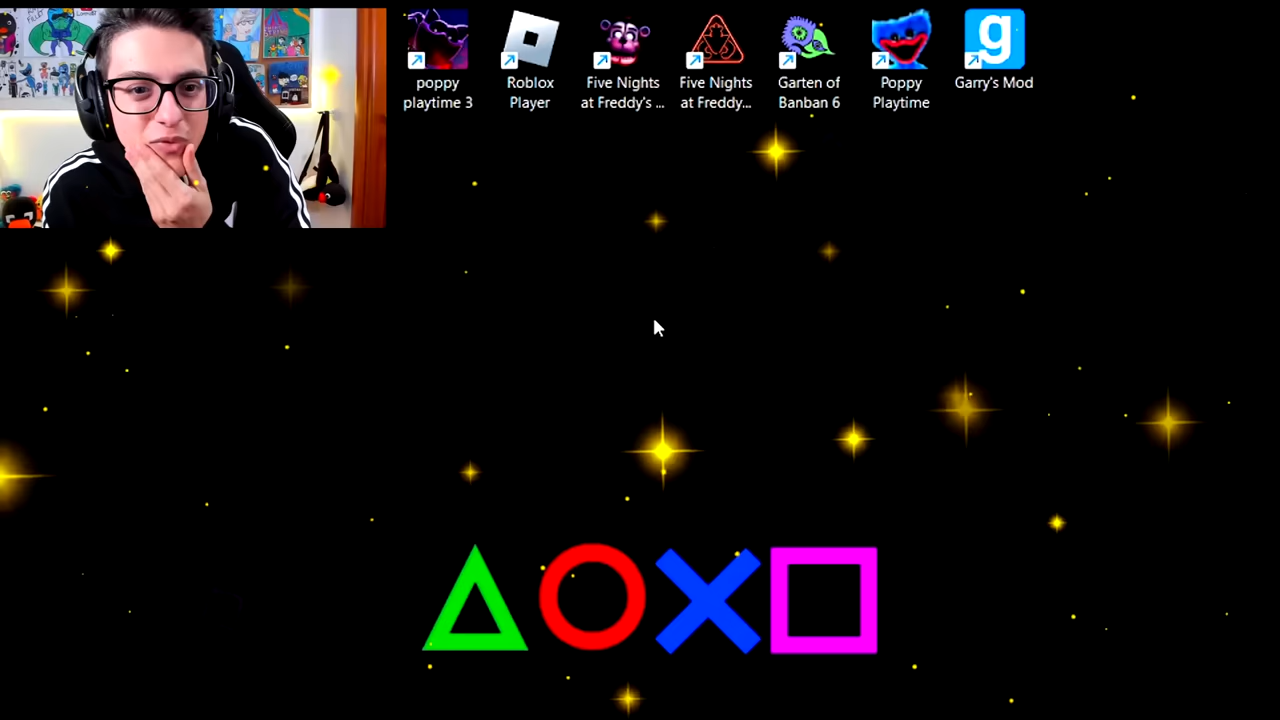 poppy
playtime 3
Roblox
Player
Five Nights
at Freddy's ...
Five Nights
at Freddy...
Garten of
Banban 6
Poppy
Playtime
g
Garry's Mod